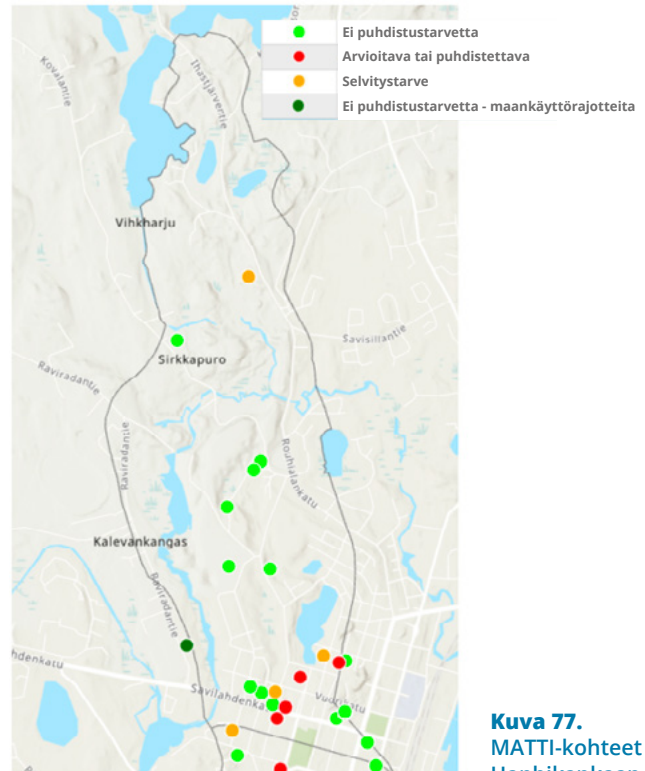 Ei puhdistustarvetta
Arvioitava tai puhdistettava
Selvitystarve
Ei puhdistustarvetta - maankäyttörajotteita
Kovalantie
Ihastjärventie
Vihkharju
Savisillantie
Sirkkapuro
Raviradantie
Raviradantie
Rouhialankatu
Kalevankangas
Raviradantie
hdenkatu
Savilahdenkatu
Vuorikatu
Kuva 77.
MATTI-kohteet